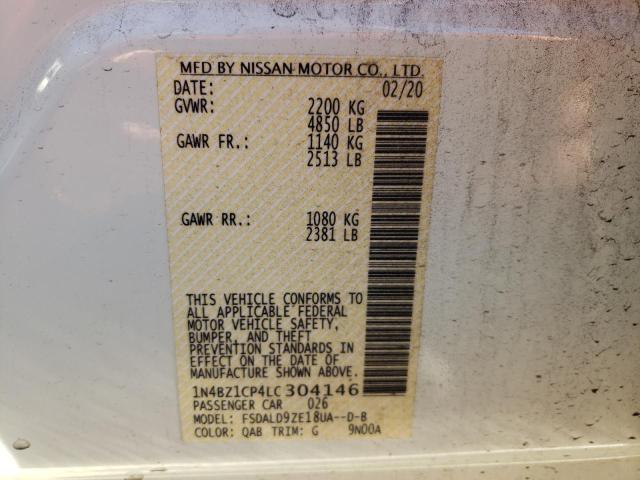 MFD BY NISSAN MOTOR CO., LTD.
DATE: 02/20
GVWR: 2200 KG
4850 LB
GAWR FR.: 1140 KG
2513 LB
GAWR RR.: 1080 KG
2381 LB
THIS VEHICLE CONFORMS TO
ALL APPLICABLE FEDERAL
MOTOR VEHICLE SAFETY,
BUMPER, AND THEFT
PREVENTION STANDARDS IN
EFFECT ON THE DATE OF
MANUFACTURE SHOWN ABOVE.
1N4BZ1CP4LC304146
PASSENGER CAR 026
MODEL: FSDALD9ZE18UA--D-B
COLOR: QAB TRIM: G 9N00A